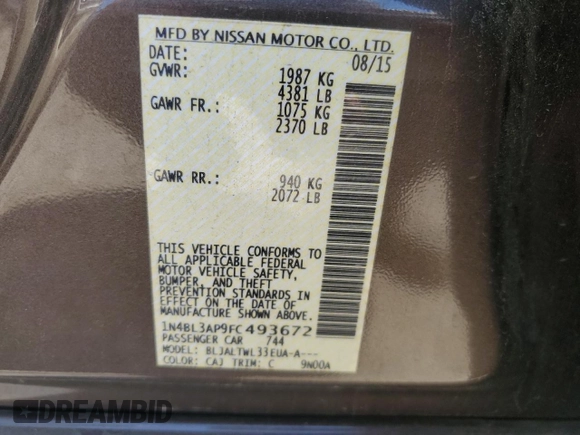 MFD BY NISSAN MOTOR CO., LTD.
DATE: 08/15
GVWR: 1987 KG
4381 LB
GAWR FR.: 1075 KG
2370 LB
GAWR RR.: 940 KG
2072 LB
THIS VEHICLE CONFORMS TO
ALL APPLICABLE FEDERAL
MOTOR VEHICLE SAFETY,
BUMPER, AND THEFT
PREVENTION STANDARDS IN
EFFECT ON THE DATE OF
MANUFACTURE SHOWN ABOVE.
1N4BL3AP9FC493672
PASSENGER CAR 744
MODEL: BLJALTWL33EUA-A---
COLOR: CAJ TRIM: C 9N00A
DREAMBID